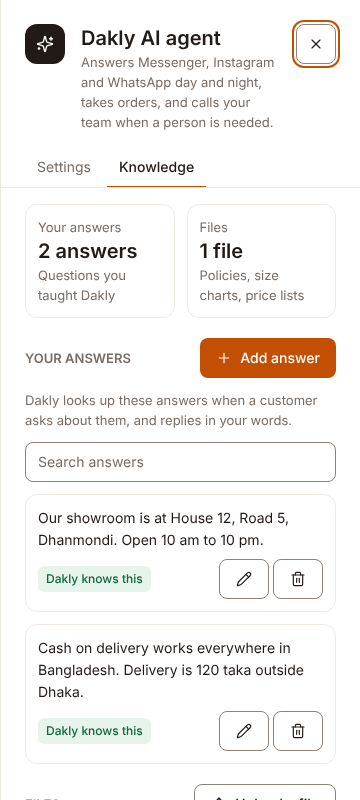 Dakly AI agent
Answers Messenger, Instagram
and WhatsApp day and night,
takes orders, and calls your
team when a person is needed.
Settings
Knowledge
Your answers
2 answers
Questions you
taught Dakly
Files
1 file
Policies, size
charts, price lists
YOUR ANSWERS
Add answer
Dakly looks up these answers when a customer
asks about them, and replies in your words.
Search answers
Our showroom is at House 12, Road 5,
Dhanmondi. Open 10 am to 10 pm.
Dakly knows this
Cash on delivery works everywhere in
Bangladesh. Delivery is 120 taka outside
Dhaka.
Dakly knows this